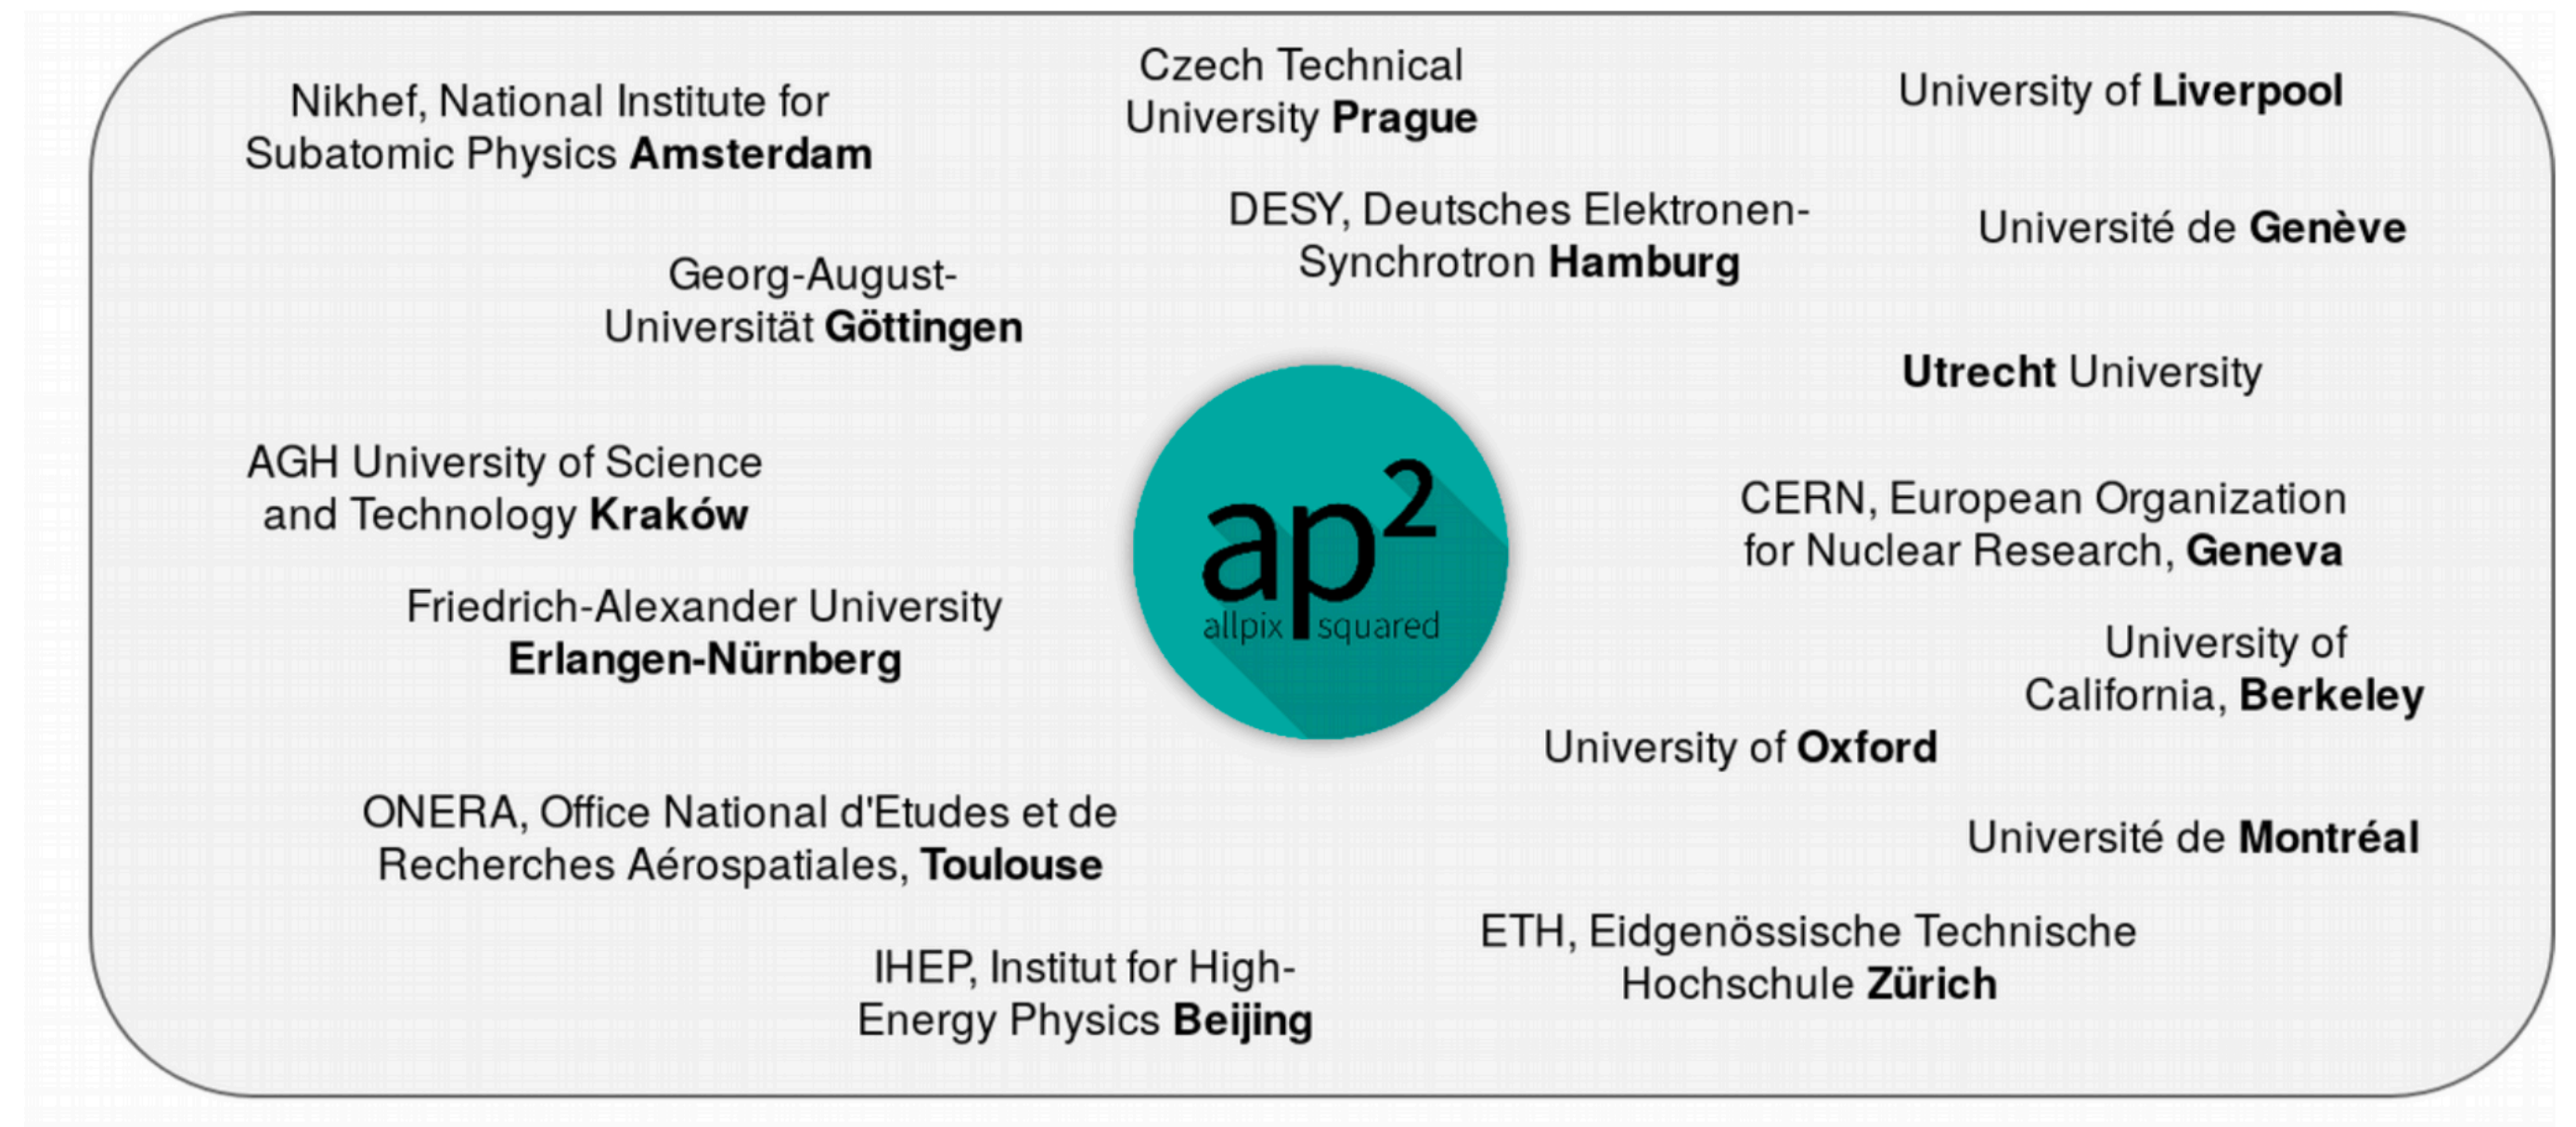 Nikhef, National Institute for
Subatomic Physics Amsterdam
Czech Technical
University Prague
University of Liverpool
DESY, Deutsches Elektronen-
Synchrotron Hamburg
Université de Genève
Georg-August-
Universität Göttingen
Utrecht University
AGH University of Science
and Technology Kraków
ap²
allpix squared
CERN, European Organization
for Nuclear Research, Geneva
Friedrich-Alexander University
Erlangen-Nürnberg
University of
California, Berkeley
University of Oxford
ONERA, Office National d'Etudes et de
Recherches Aérospatiales, Toulouse
Université de Montréal
IHEP, Institut for High-
Energy Physics Beijing
ETH, Eidgenössische Technische
Hochschule Zürich